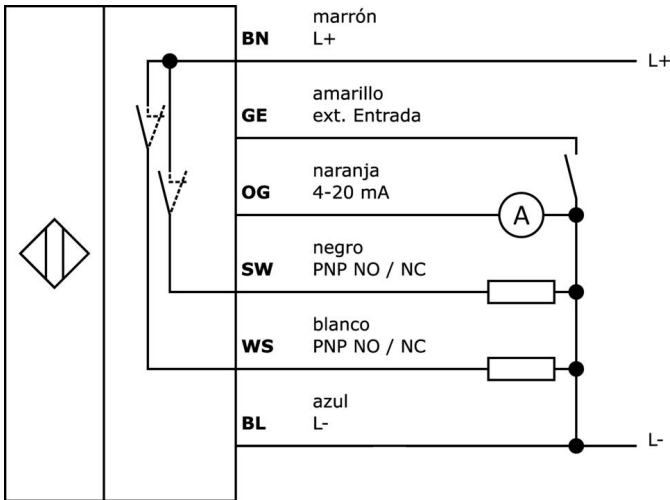 marrón
BN L+
L+
amarillo
GE ext. Entrada
naranja
OG 4-20 mA
A
negro
SW PNP NO / NC
blanco
WS PNP NO / NC
azul
BL L-
L-